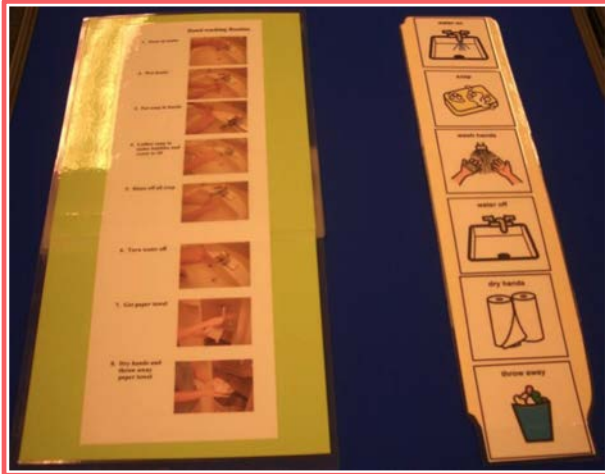 Hand washing Routine
1. Turn on water
2. Wet hands
3. Put soap in hands
4. Lather soap to
make bubbles and
count to 10
5. Rinse off all soap
6. Turn water off
7. Get paper towel
8. Dry hands and
throw away
paper towel
water on
soap
wash hands
water off
dry hands
throw away